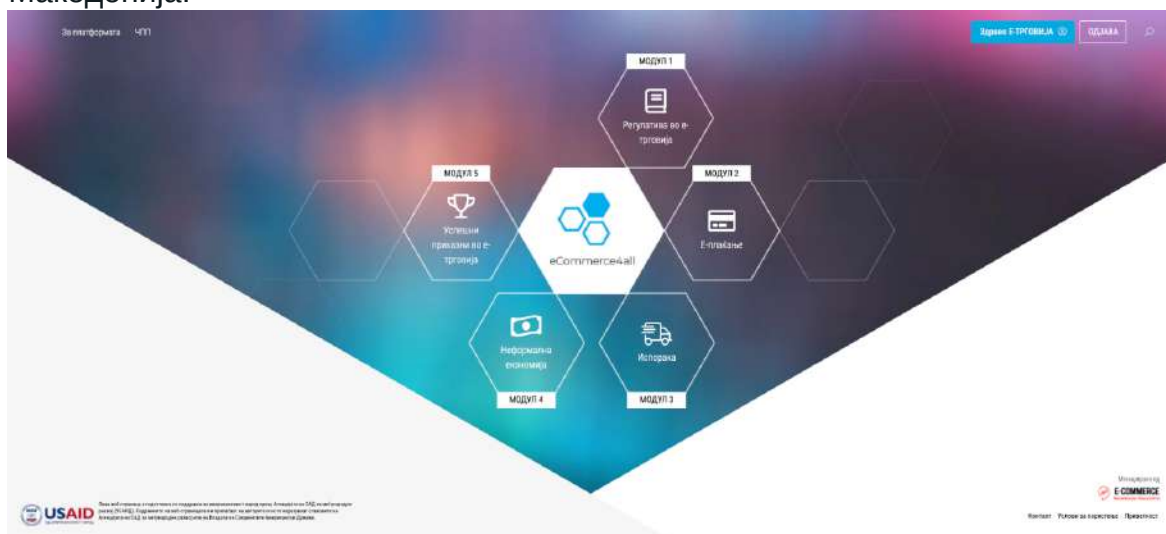 Македонија.
За платформата ЧПП
Здраво Е-ТРГОВИЈА
ОДЈАВА
МОДУЛ 1
Регулатива во е-
трговија
МОДУЛ 5
Успешни
приказни во е-
трговија
МОДУЛ 2
Е-плаќање
eCommerce4all
Неформална
економија
МОДУЛ 4
Испорака
МОДУЛ 3
USAID
E-COMMERCE
Контакт Услови за користење Приватност